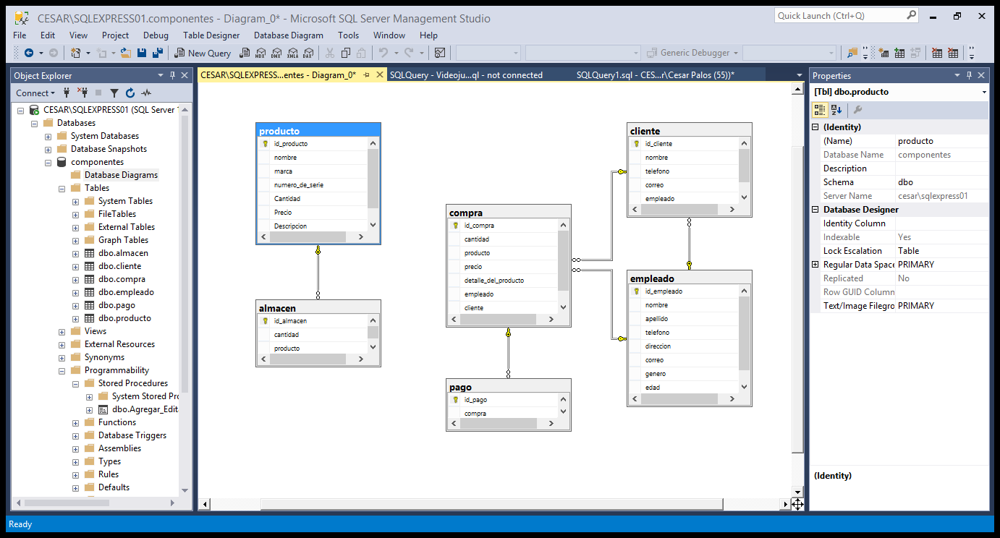 CESAR\SQLEXPRESS01.componentes - Diagram_0* - Microsoft SQL Server Management Studio
Quick Launch (Ctrl+Q)
File Edit View Project Debug Table Designer Database Diagram Tools Window Help
New Query
MDX DMX XMLA DAX
Generic Debugger
Object Explorer
Connect
CESAR\SQLEXPRESS01 (SQL Server
Databases
System Databases
Database Snapshots
componentes
Database Diagrams
Tables
System Tables
FileTables
External Tables
Graph Tables
dbo.almacen
dbo.cliente
dbo.compra
dbo.empleado
dbo.pago
dbo.producto
Views
External Resources
Synonyms
Programmability
Stored Procedures
System Stored Pro
dbo.Agregar_Edita
Functions
Database Triggers
Assemblies
Types
Rules
Defaults
CESAR\SQLEXPRESS...entes - Diagram_0*
SQLQuery - Videoju...ql - not connected
SQLQuery1.sql - CES...r\Cesar Palos (55))*
producto
id_producto
nombre
marca
numero_de_serie
Cantidad
Precio
Descripcion
almacen
id_almacen
cantidad
producto
compra
id_compra
cantidad
producto
precio
detalle_del_producto
empleado
cliente
pago
id_pago
compra
cliente
id_cliente
nombre
telefono
correo
empleado
empleado
id_empleado
nombre
apellido
telefono
direccion
correo
genero
edad
Properties
[Tbl] dbo.producto
(Identity)
(Name) producto
Database Name componentes
Description
Schema dbo
Server Name cesar\sqlexpress01
Database Designer
Identity Column
Indexable Yes
Lock Escalation Table
Regular Data Space PRIMARY
Replicated No
Row GUID Column
Text/Image Filegro PRIMARY
(Identity)
Ready